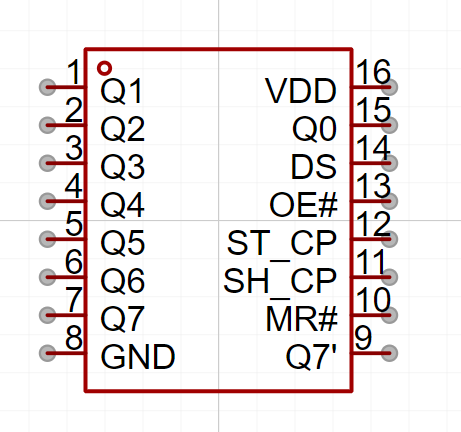 1 Q1 VDD 16
2 Q2 Q0 15
3 Q3 DS 14
4 Q4 OE# 13
5 Q5 ST_CP 12
6 Q6 SH_CP 11
7 Q7 MR# 10
8 GND Q7' 9